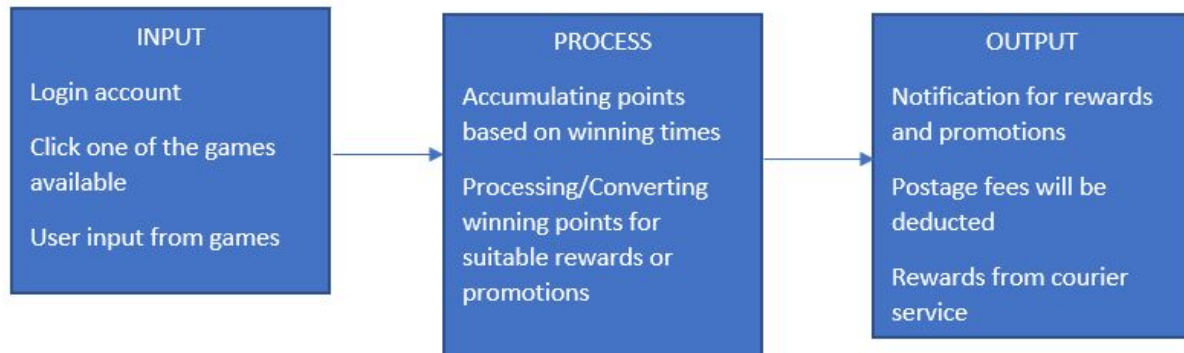 INPUT
Login account
Click one of the games
available
User input from games
PROCESS
Accumulating points
based on winning times
Processing/Converting
winning points for
suitable rewards or
promotions
OUTPUT
Notification for rewards
and promotions
Postage fees will be
deducted
Rewards from courier
service